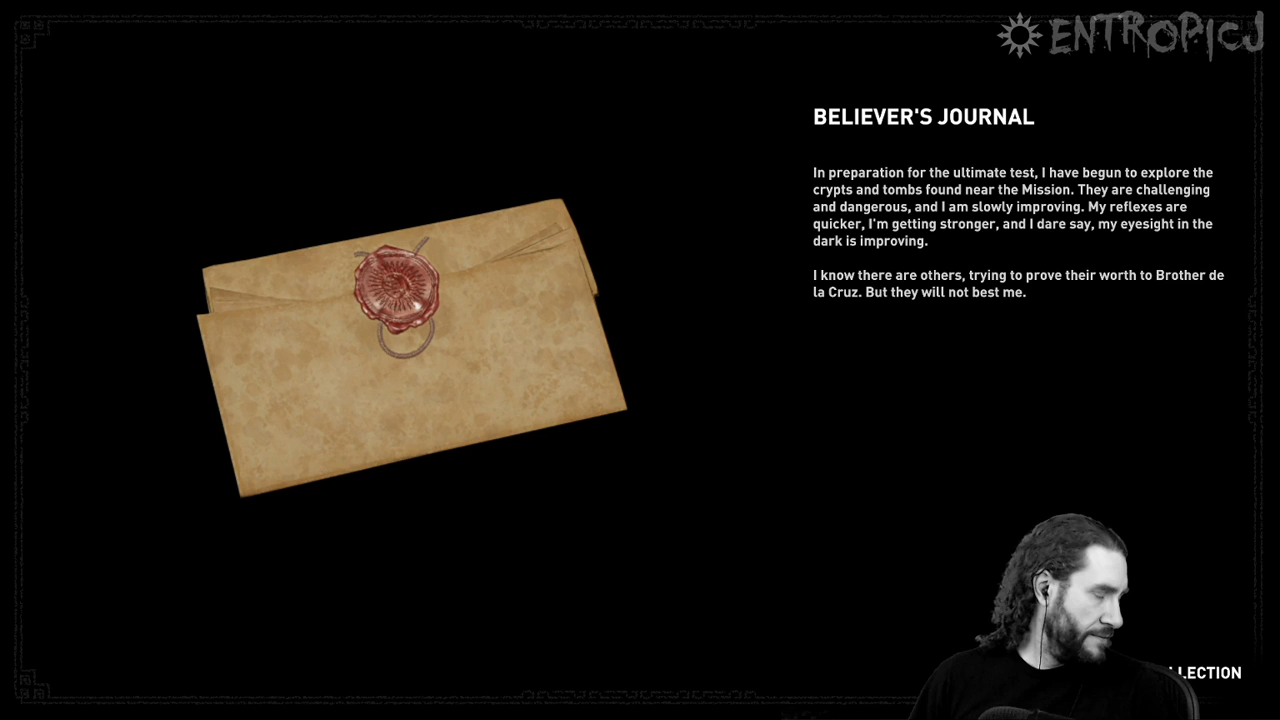 ENTROPICJ
BELIEVER'S JOURNAL
In preparation for the ultimate test, I have begun to explore the
crypts and tombs found near the Mission. They are challenging
and dangerous, and I am slowly improving. My reflexes are
quicker, I'm getting stronger, and I dare say, my eyesight in the
dark is improving.
I know there are others, trying to prove their worth to Brother de
la Cruz. But they will not best me.
LLECTION